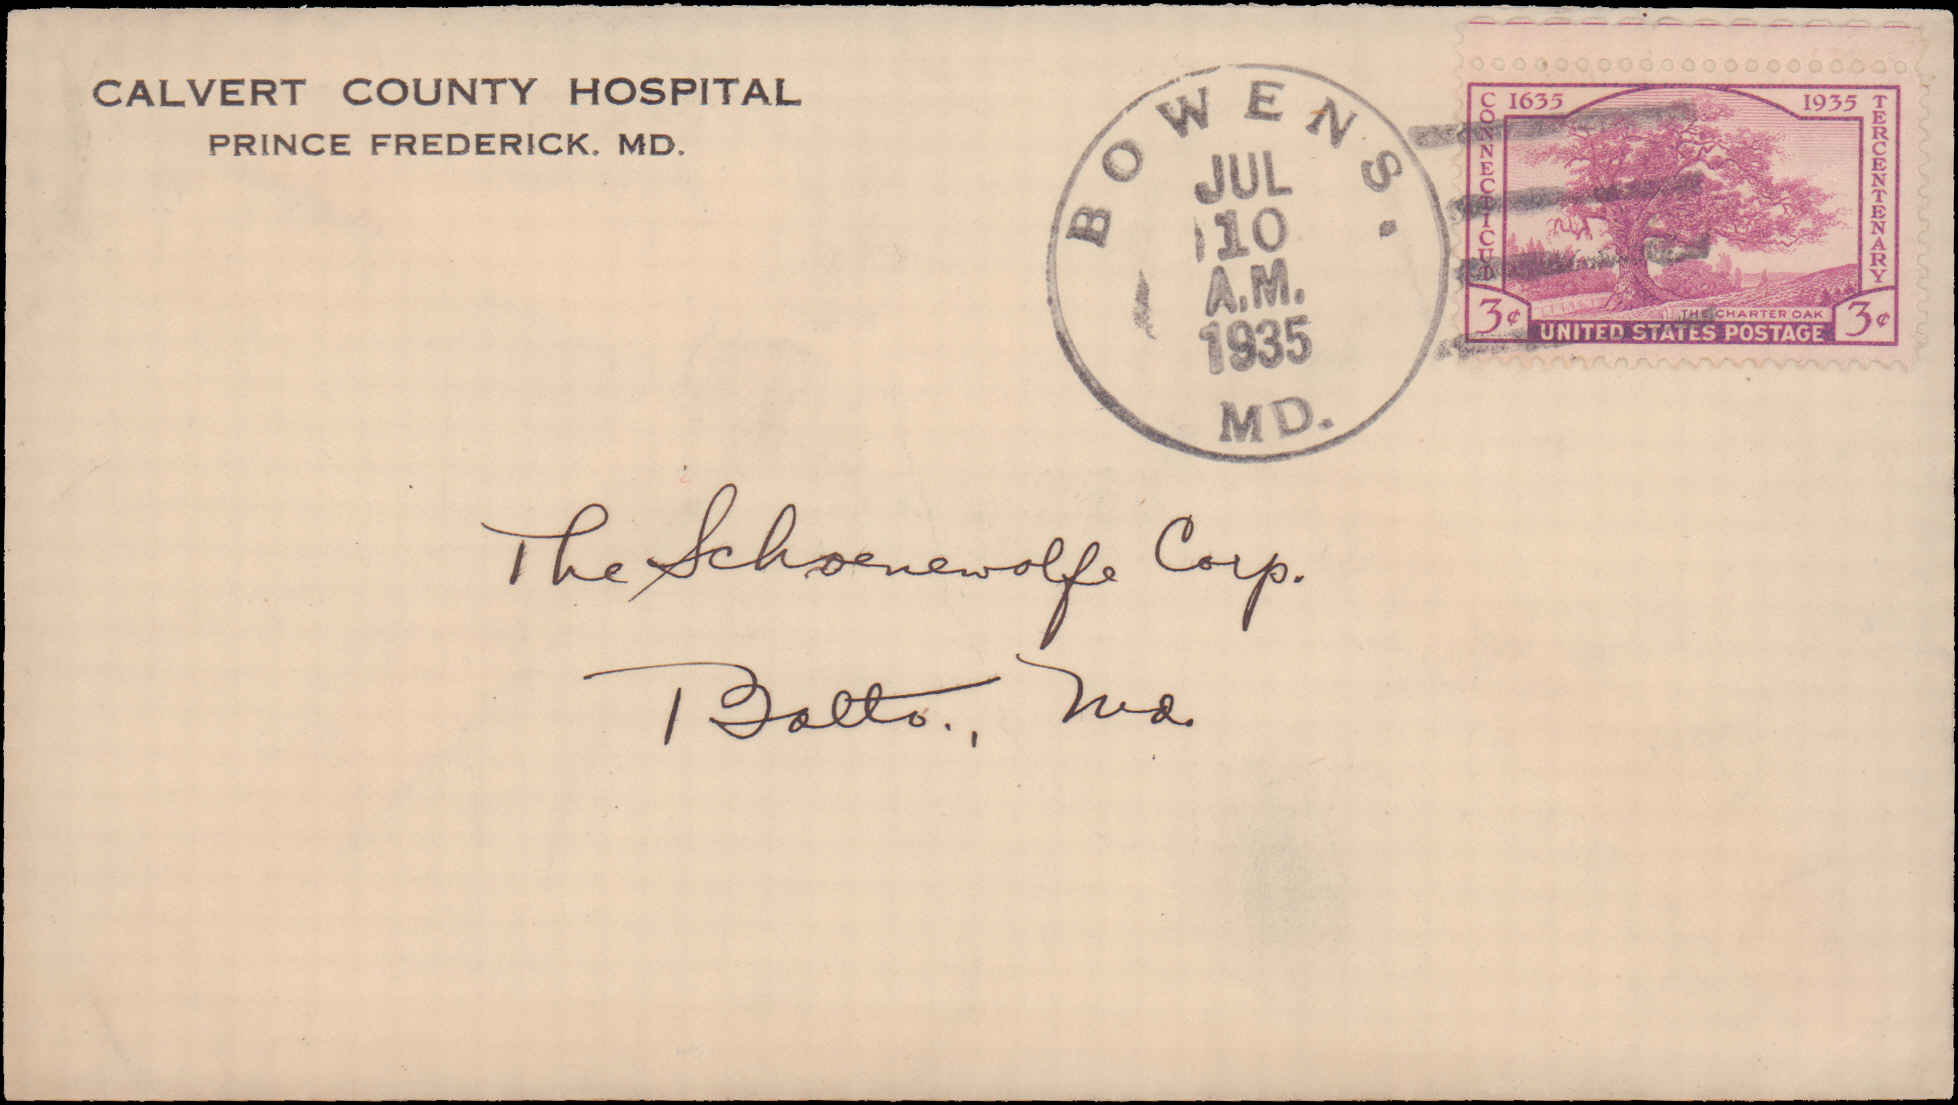 CALVERT COUNTY HOSPITAL
PRINCE FREDERICK. MD.
BOWENS.
JUL
10
A.M.
1935
MD.
1635 1935
CONNECTICUT
TERCENTENARY
THE CHARTER OAK
3¢ UNITED STATES POSTAGE 3¢
The Schoenewolfe Corp.
Balto., Md.